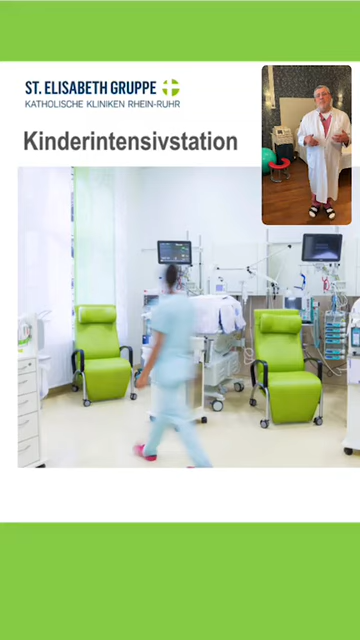 ST. ELISABETH GRUPPE
KATHOLISCHE KLINIKEN RHEIN-RUHR
Kinderintensivstation